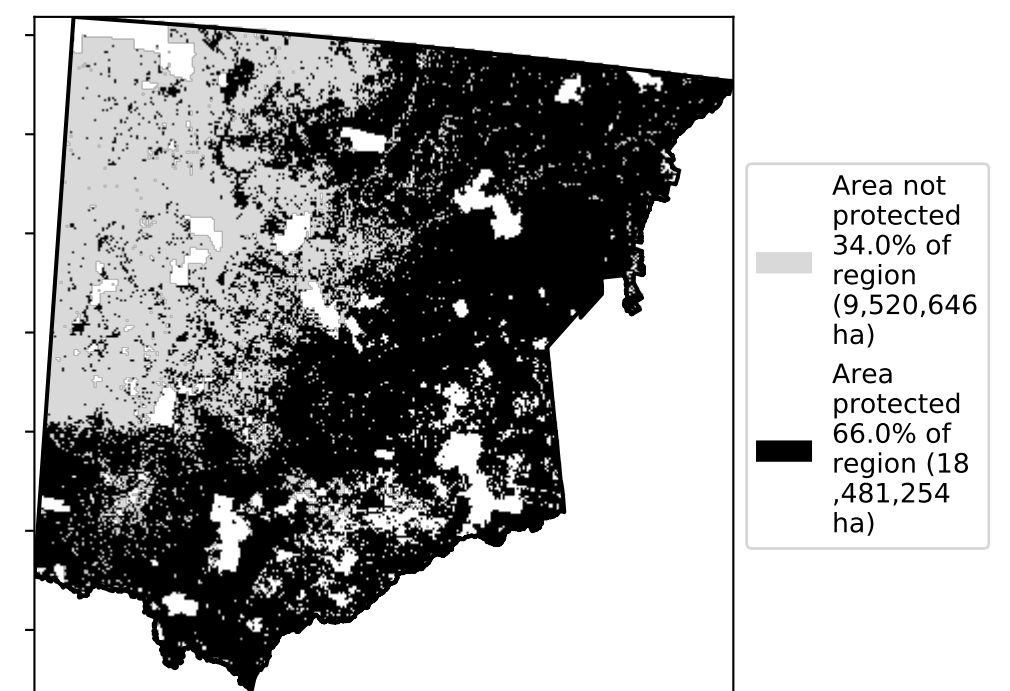 Area not
protected
34.0% of
region
(9,520,646
ha)
Area
protected
66.0% of
region (18
,481,254
ha)